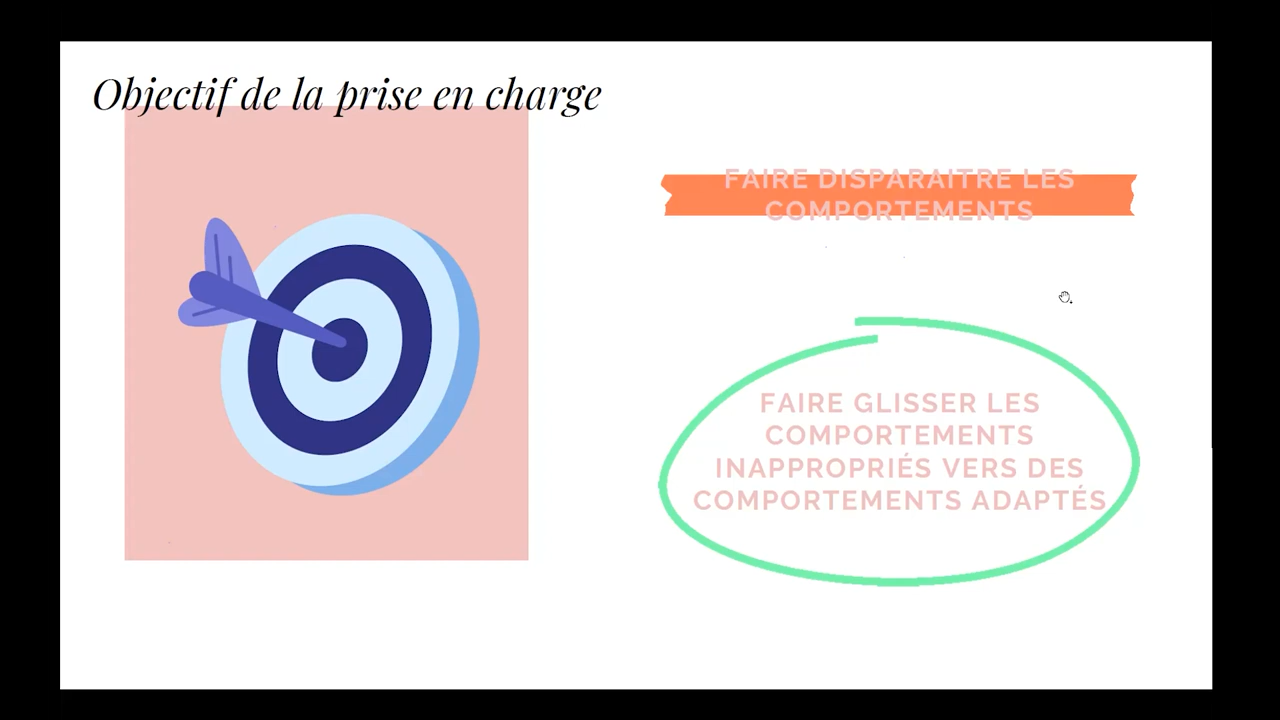 Objectif de la prise en charge
FAIRE DISPARAITRE LES
COMPORTEMENTS
FAIRE GLISSER LES
COMPORTEMENTS
INAPPROPRIÉS VERS DES
COMPORTEMENTS ADAPTÉS